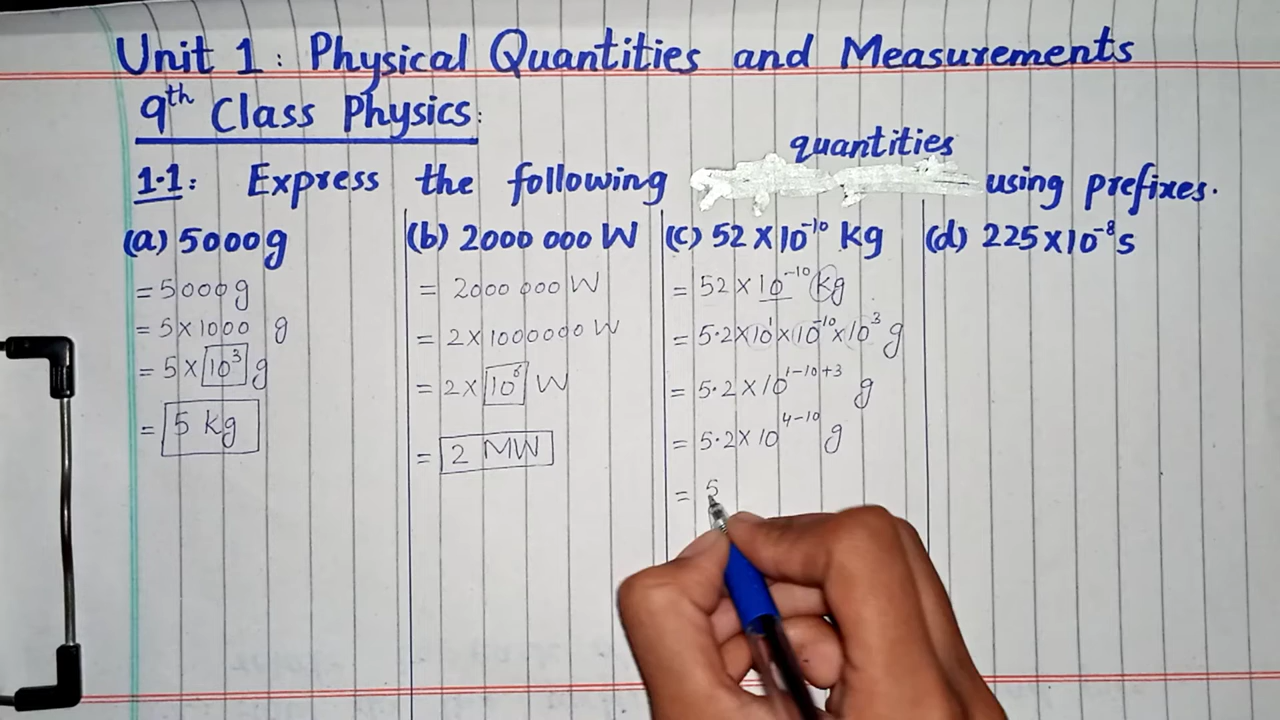 Unit 1: Physical Quantities and Measurements
9th Class Physics:
quantities
1.1: Express the following using prefixes.
(a) 5000g
= 5000g
= 5×1000 g
= 5×10³ g
= 5 kg
(b) 2000 000 W
= 2000 000 W
= 2×1000000 W
= 2×10⁶ W
= 2 MW
(c) 52×10⁻¹⁰ kg
= 52×10⁻¹⁰ kg
= 5.2×10¹×10⁻¹⁰×10³ g
= 5.2×10¹⁻¹⁰⁺³ g
= 5.2×10⁴⁻¹⁰ g
= 5
(d) 225×10⁻⁸s